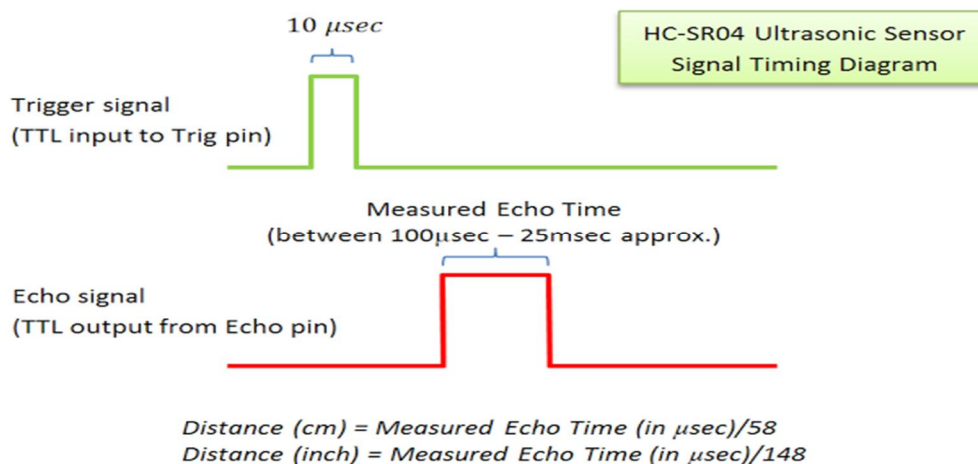 10 μsec
HC-SR04 Ultrasonic Sensor
Signal Timing Diagram
Trigger signal
(TTL input to Trig pin)
Measured Echo Time
(between 100μsec – 25msec approx.)
Echo signal
(TTL output from Echo pin)
Distance (cm) = Measured Echo Time (in μsec)/58
Distance (inch) = Measured Echo Time (in μsec)/148